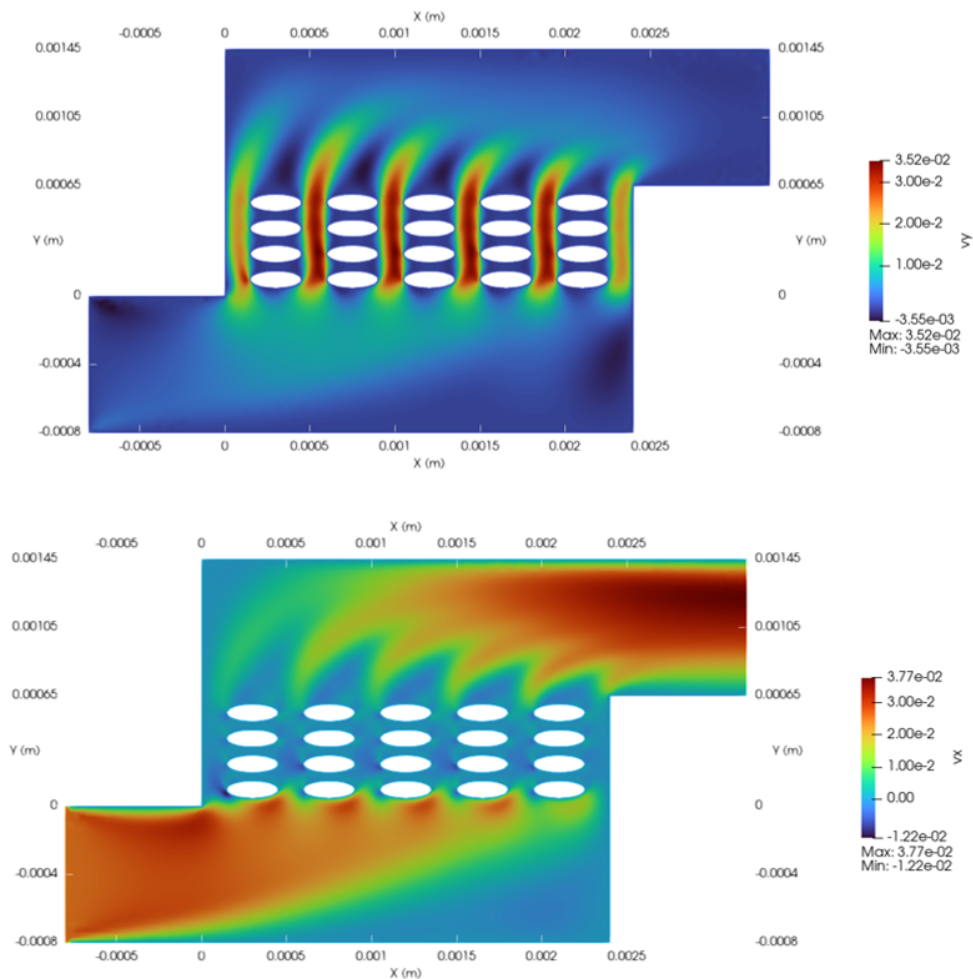 X (m)
-0.0005 0 0.0005 0.001 0.0015 0.002 0.0025
0.00145 0.00145
0.00105 0.00105
0.00065 0.00065
Y (m) Y (m)
0 0
-0.0004 -0.0004
-0.0008 -0.0008
-0.0005 0 0.0005 0.001 0.0015 0.002 0.0025
X (m)
3.52e-02
3.00e-2
2.00e-2
1.00e-2
-3.55e-03
vy
Max: 3.52e-02
Min: -3.55e-03
X (m)
-0.0005 0 0.0005 0.001 0.0015 0.002 0.0025
0.00145 0.00145
0.00105 0.00105
0.00065 0.00065
Y (m) Y (m)
0 0
-0.0004 -0.0004
-0.0008 -0.0008
-0.0005 0 0.0005 0.001 0.0015 0.002 0.0025
X (m)
3.77e-02
3.00e-2
2.00e-2
1.00e-2
0.00
-1.22e-02
vx
Max: 3.77e-02
Min: -1.22e-02